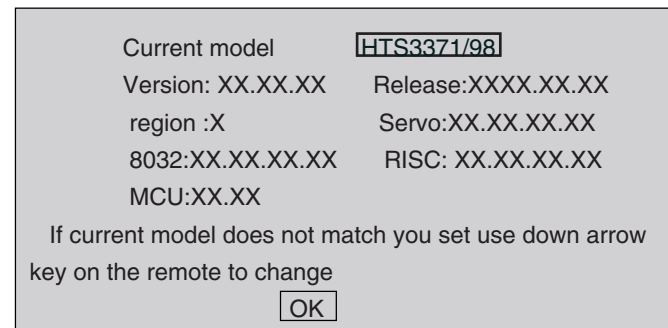 Current model HTS3371/98
Version: XX.XX.XX Release:XXXX.XX.XX
region :X Servo:XX.XX.XX.XX
8032:XX.XX.XX.XX RISC: XX.XX.XX.XX
MCU:XX.XX
If current model does not match you set use down arrow
key on the remote to change
OK